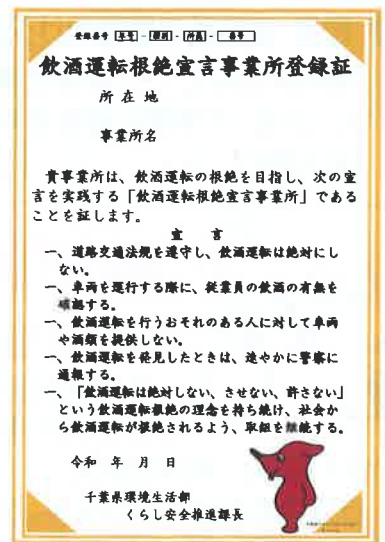 登録番号 年号 - 種別 - 所属 - 番号
飲酒運転根絶宣言事業所登録証
所在地
事業所名
貴事業所は、飲酒運転の根絶を目指し、次の宣
言を実践する「飲酒運転根絶宣言事業所」である
ことを証します。
宣言
一、道路交通法規を遵守し、飲酒運転は絶対にし
ない。
一、車両を運行する際に、従業員の飲酒の有無を
確認する。
一、飲酒運転を行うおそれのある人に対して車両
や酒類を提供しない。
一、飲酒運転を発見したときは、速やかに警察に
通報する。
一、「飲酒運転は絶対しない、させない、許さない」
という飲酒運転根絶の理念を持ち続け、社会か
ら飲酒運転が根絶されるよう、取組を継続する。
令和 年 月 日
千葉県環境生活部
くらし安全推進課長